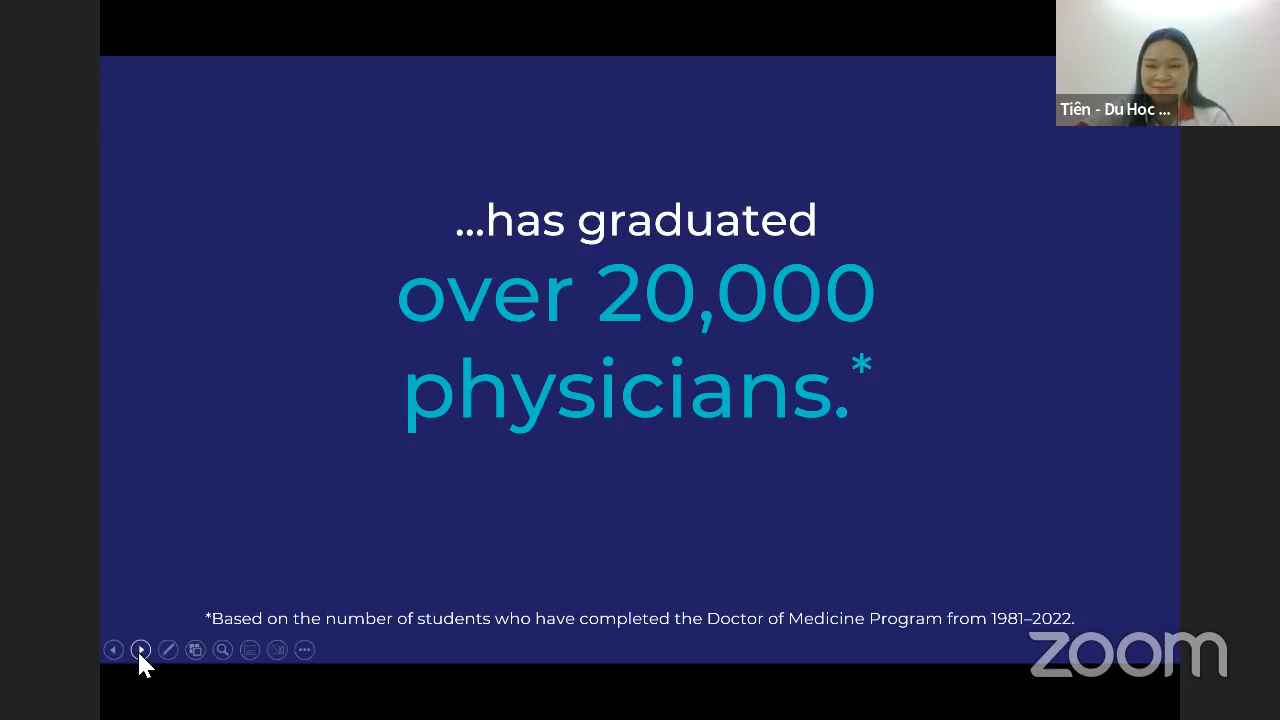 Tiên - Du Hoc ...
...has graduated
over 20,000
physicians.*
*Based on the number of students who have completed the Doctor of Medicine Program from 1981–2022.
zoom